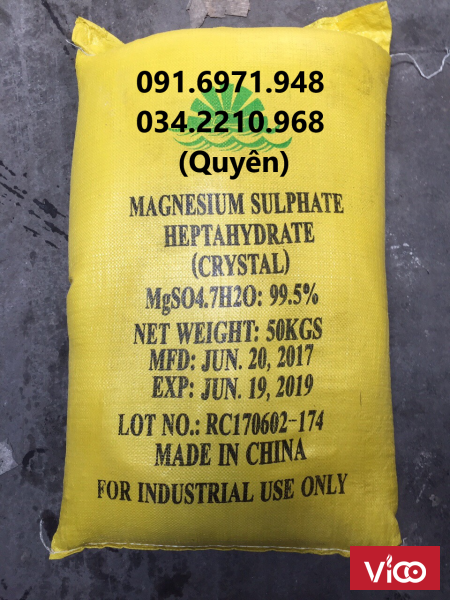 091.6971.948
034.2210.968
(Quyên)
MAGNESIUM SULPHATE
HEPTAHYDRATE
(CRYSTAL)
MgSO4.7H2O: 99.5%
NET WEIGHT: 50KGS
MFD: JUN. 20, 2017
EXP: JUN. 19, 2019
LOT NO.: RC170602-174
MADE IN CHINA
FOR INDUSTRIAL USE ONLY
Vioo